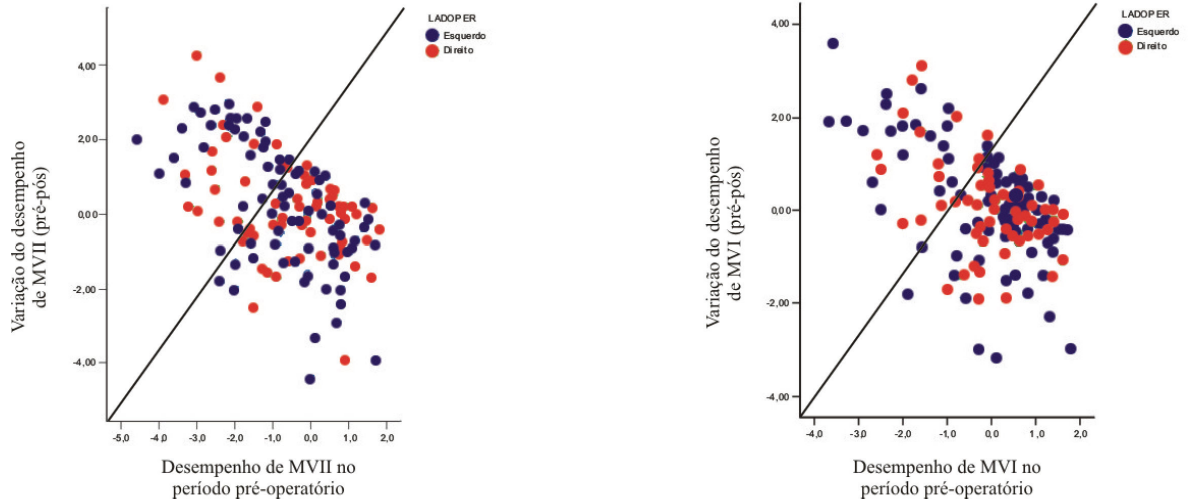 LADOPER
Esquerdo
Direito
4,00
2,00
0,00
-2,00
-4,00
-5,0 -4,0 -3,0 -2,0 -1,0 0,0 1,0 2,0
Variação do desempenho
de MVII (pré-pós)
Desempenho de MVII no
período pré-operatório
LADOPER
Esquerdo
Direito
4,00
2,00
0,00
-2,00
-4,00
-4,0 -3,0 -2,0 -1,0 0,0 1,0 2,0
Variação do desempenho
de MVI (pré-pós)
Desempenho de MVI no
período pré-operatório